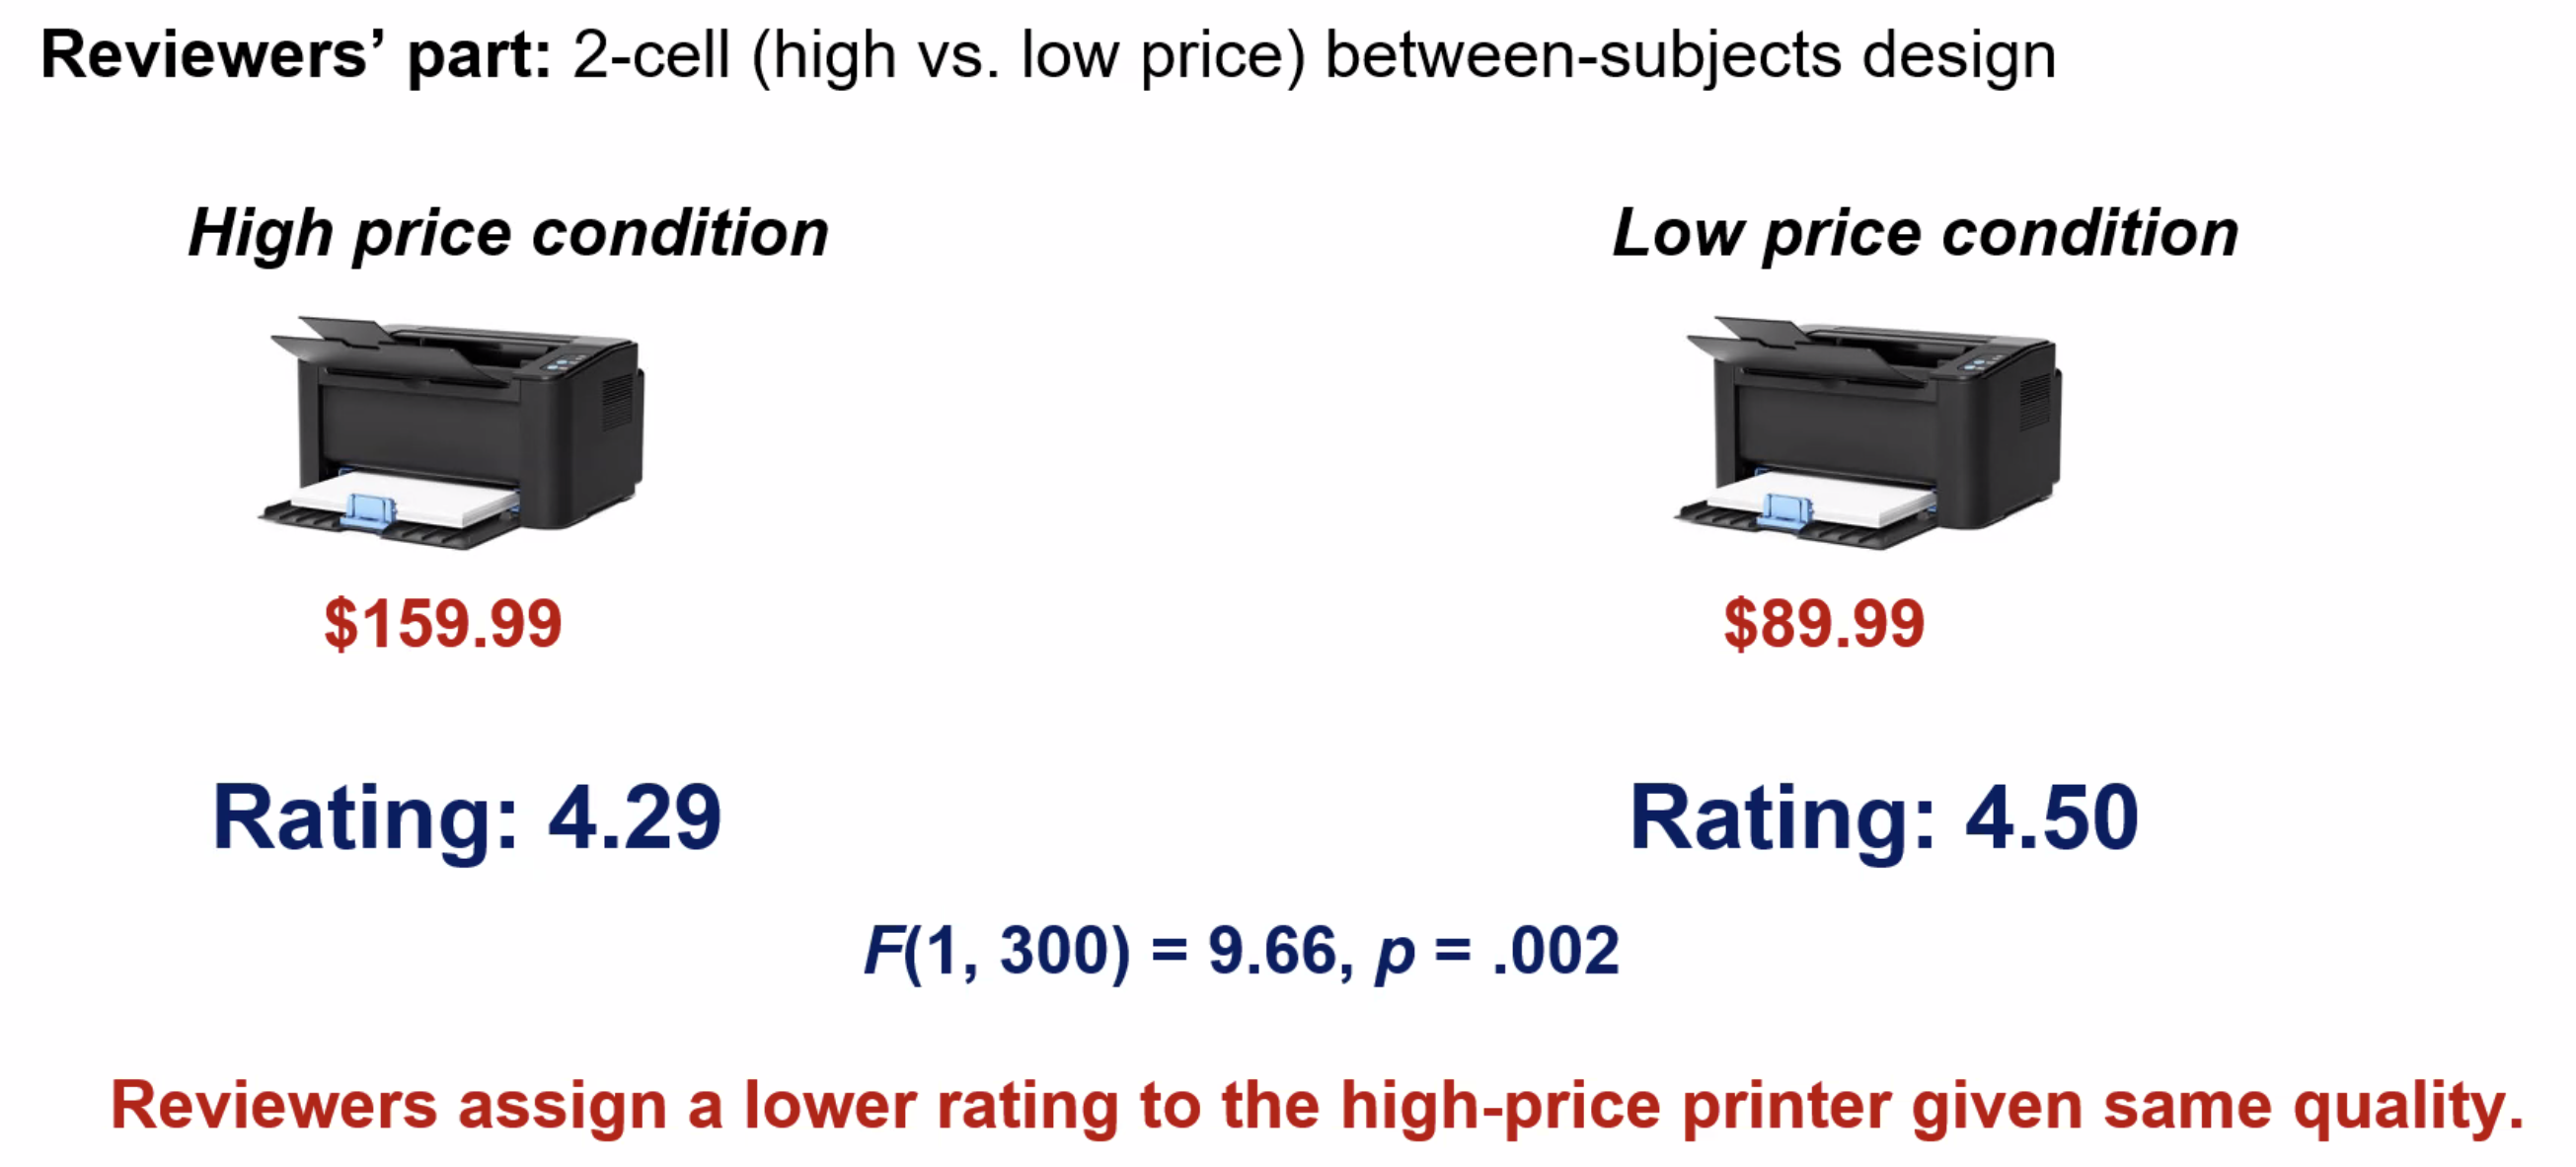 Reviewers’ part: 2-cell (high vs. low price) between-subjects design
High price condition
Low price condition
$159.99
$89.99
Rating: 4.29
Rating: 4.50
F(1, 300) = 9.66, p = .002
Reviewers assign a lower rating to the high-price printer given same quality.